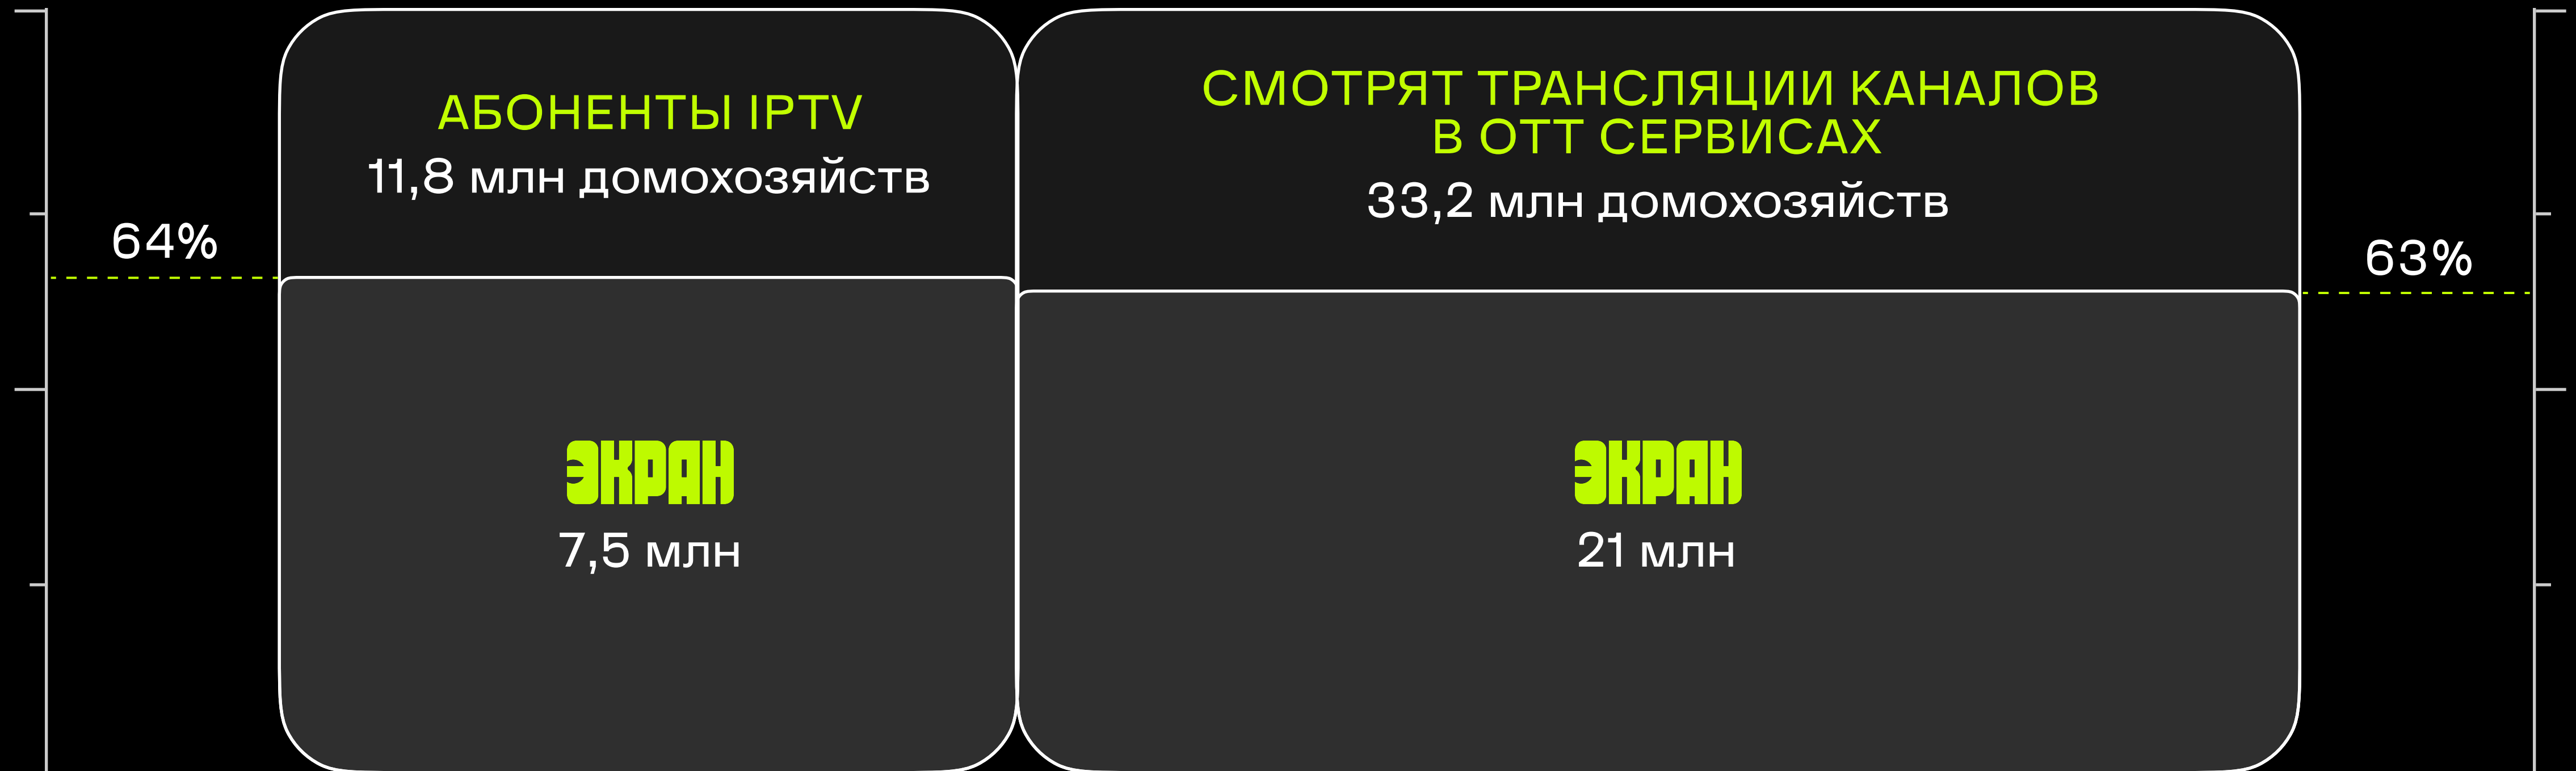 АБОНЕНТЫ IPTV
11,8 млн домохозяйств
СМОТРЯТ ТРАНСЛЯЦИИ КАНАЛОВ
В ОТТ СЕРВИСАХ
33,2 млн домохозяйств
64%
63%
ЭКРАН
7,5 млн
ЭКРАН
21 млн